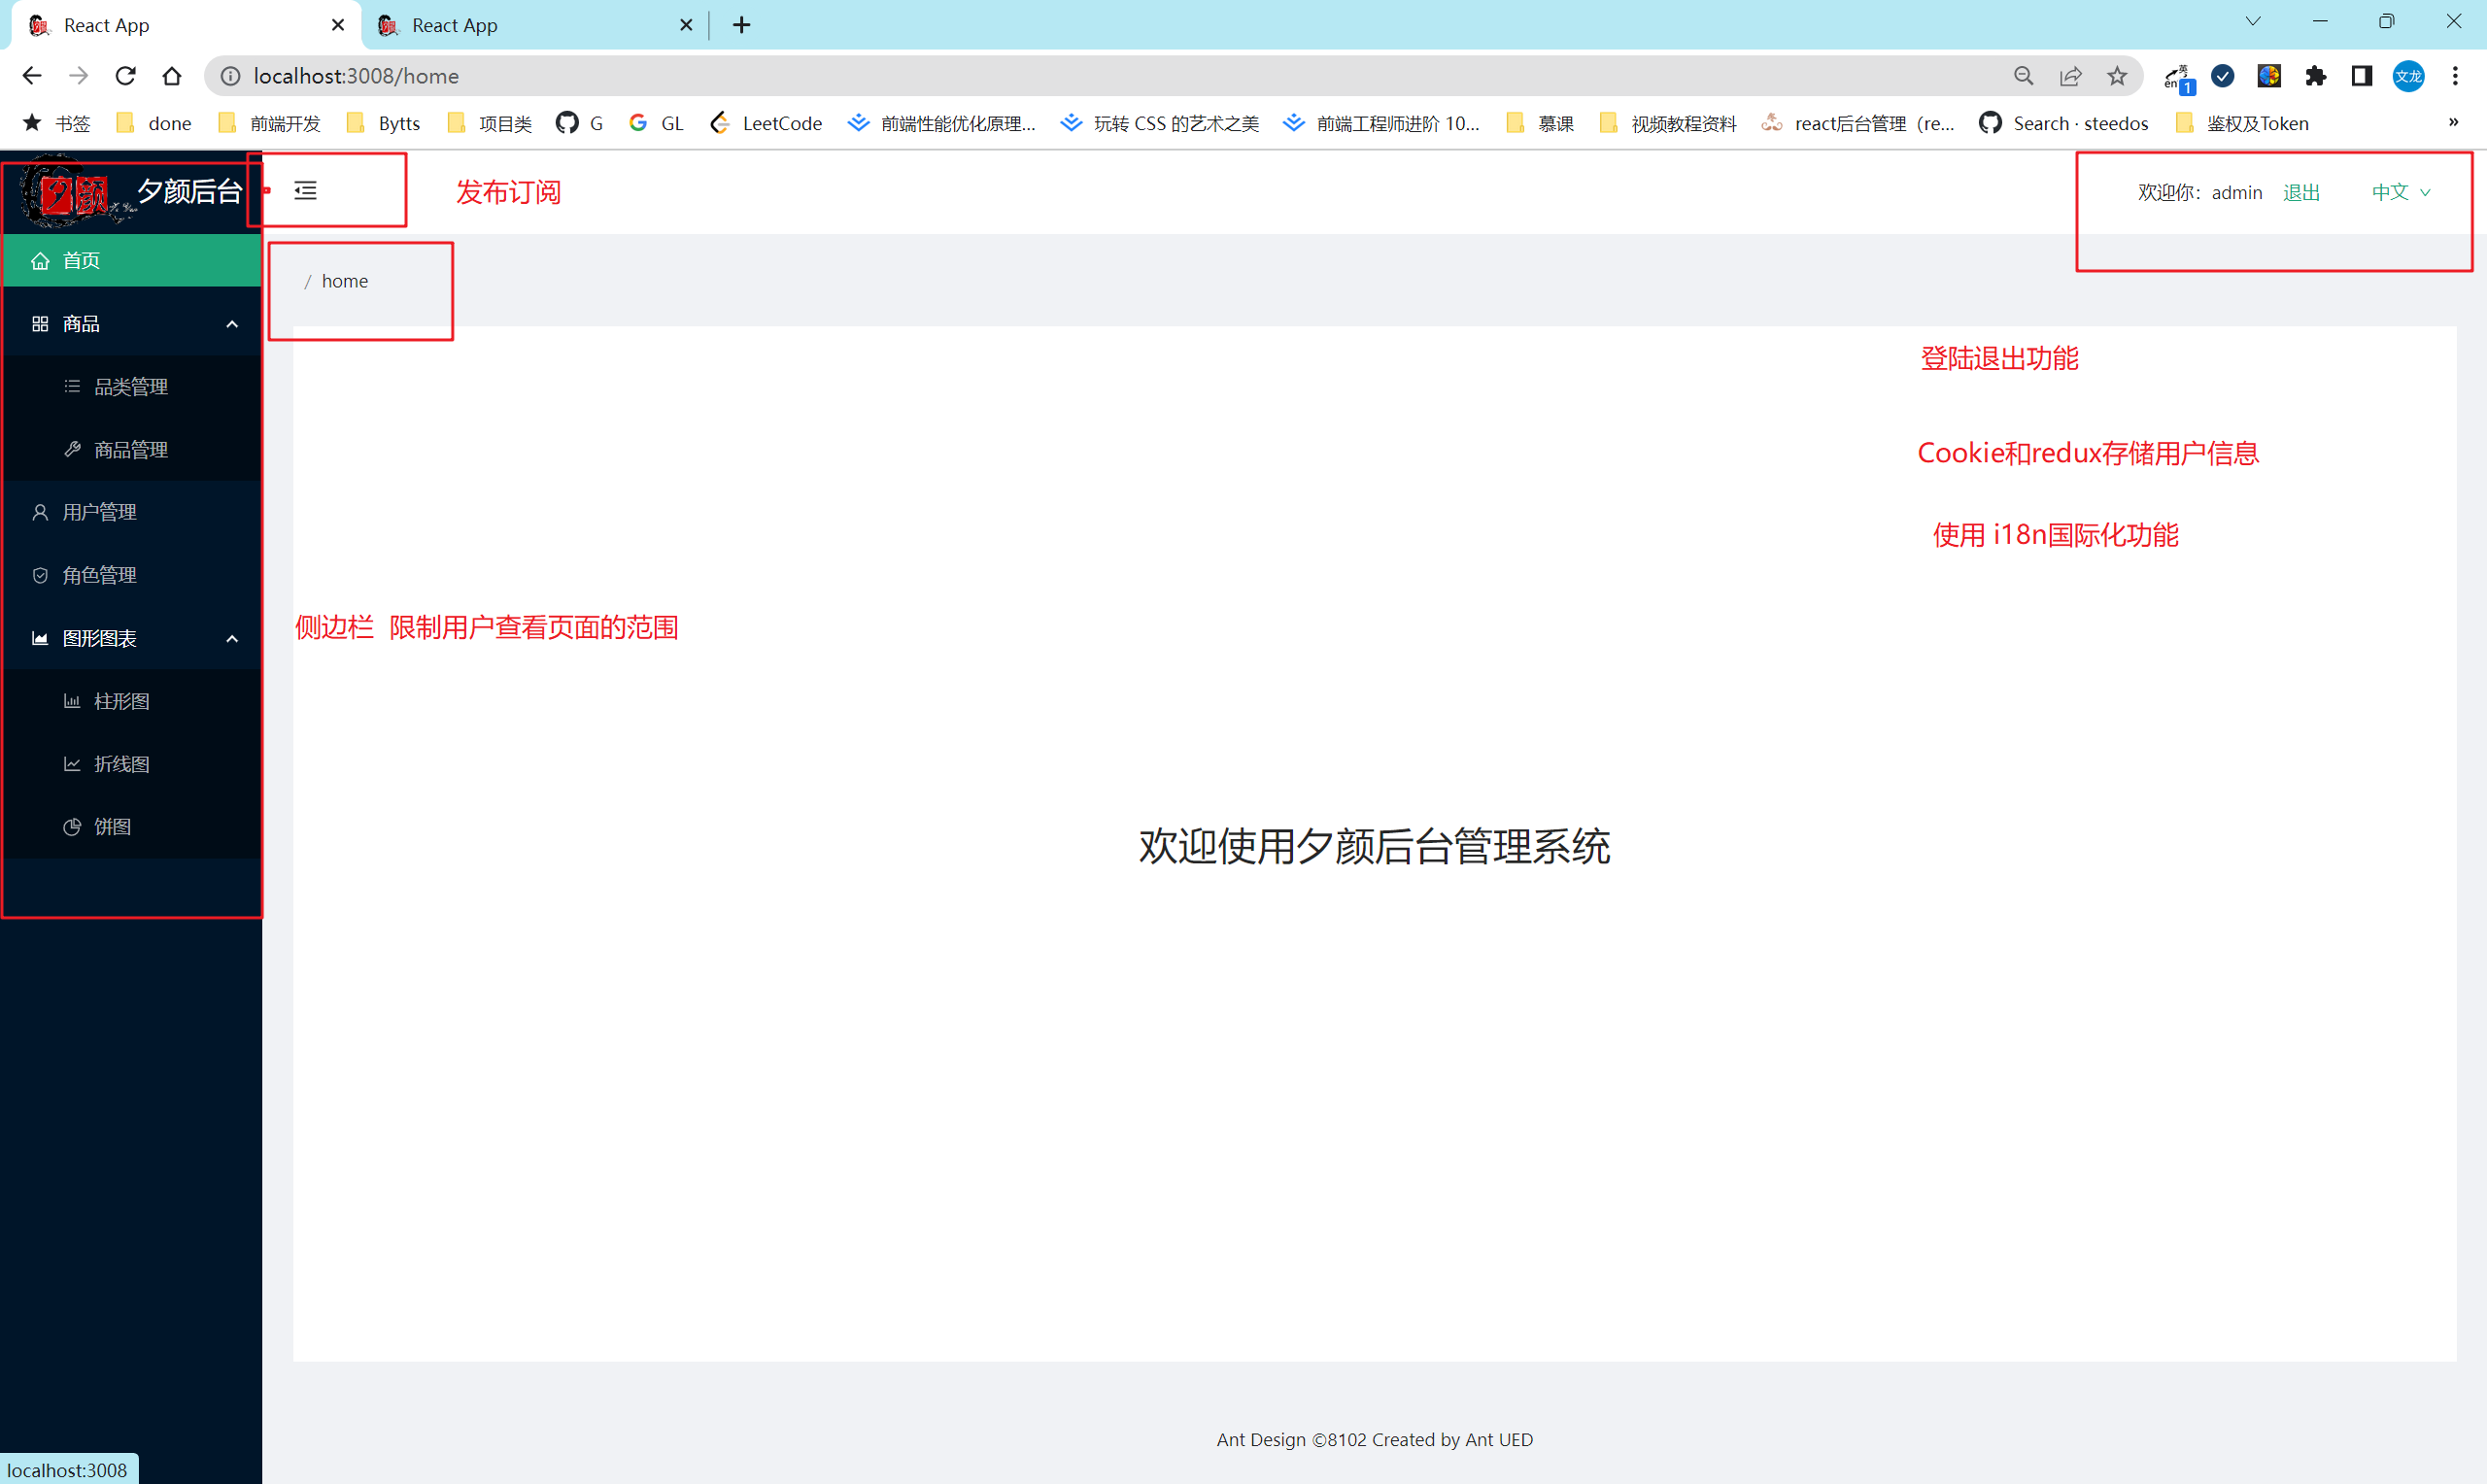 React App
React App
localhost:3008/home
英
en
1
文龙
书签
done
前端开发
Bytts
项目类
G
GL
LeetCode
前端性能优化原理...
玩转 CSS 的艺术之美
前端工程师进阶 10...
慕课
视频教程资料
react后台管理（re...
Search · steedos
鉴权及Token
»
夕颜
夕颜后台
发布订阅
欢迎你：admin
退出
中文
首页
/ home
商品
登陆退出功能
品类管理
商品管理
Cookie和redux存储用户信息
用户管理
使用 i18n国际化功能
角色管理
侧边栏 限制用户查看页面的范围
图形图表
柱形图
折线图
饼图
欢迎使用夕颜后台管理系统
Ant Design ©8102 Created by Ant UED
localhost:3008